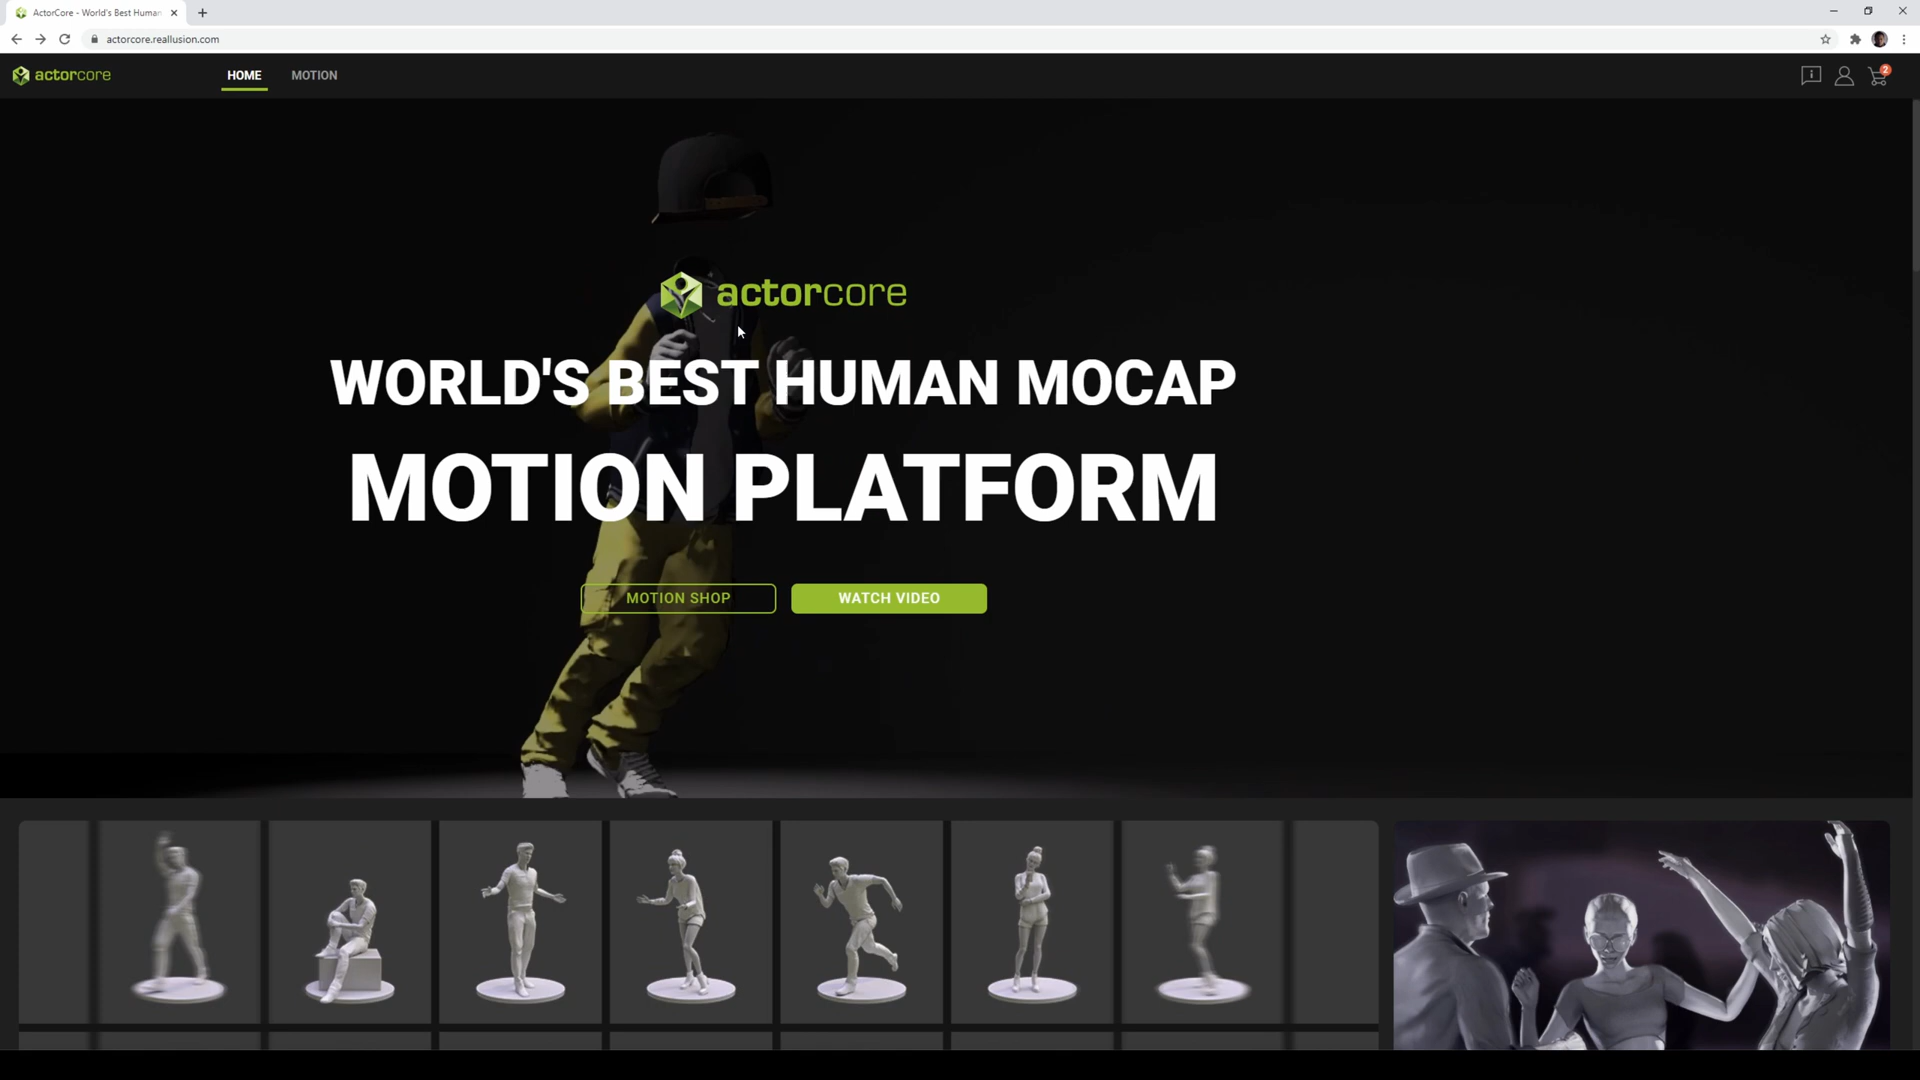 ActorCore - World's Best Human
actorcore.reallusion.com
actorcore
HOME
MOTION
2
actorcore
WORLD'S BEST HUMAN MOCAP
MOTION PLATFORM
MOTION SHOP
WATCH VIDEO